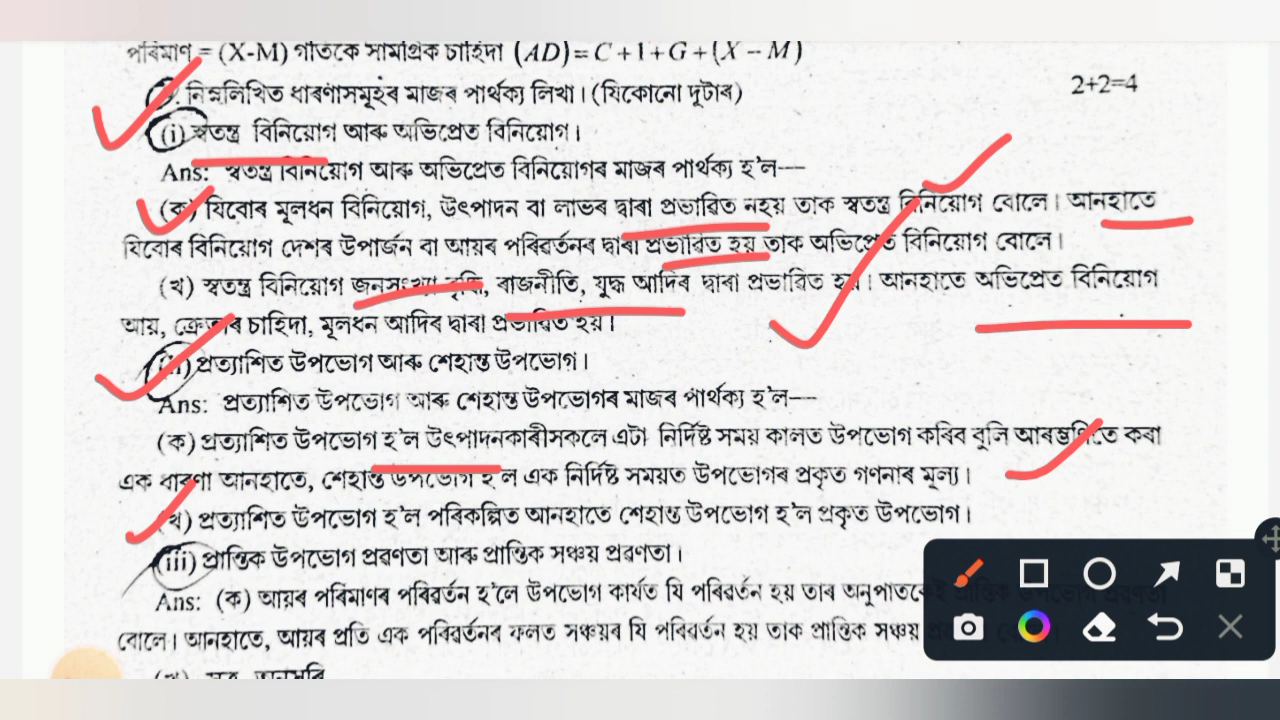 পৰিমাণ = (X-M) গতিকে সামগ্ৰিক চাহিদা (AD) = C + I + G + (X – M)
নিম্নলিখিত ধাৰণাসমূহৰ মাজৰ পাৰ্থক্য লিখা। (যিকোনো দুটাৰ) 2+2=4
(i) স্বতন্ত্ৰ বিনিয়োগ আৰু অভিপ্ৰেত বিনিয়োগ।
Ans: স্বতন্ত্ৰ বিনিয়োগ আৰু অভিপ্ৰেত বিনিয়োগৰ মাজৰ পাৰ্থক্য হ'ল—
(ক) যিবোৰ মূলধন বিনিয়োগ, উৎপাদন বা লাভৰ দ্বাৰা প্ৰভাৱিত নহয় তাক স্বতন্ত্ৰ বিনিয়োগ বোলে। আনহাতে
যিবোৰ বিনিয়োগ দেশৰ উপাৰ্জন বা আয়ৰ পৰিৱৰ্তনৰ দ্বাৰা প্ৰভাৱিত হয় তাক অভিপ্ৰেত বিনিয়োগ বোলে।
(খ) স্বতন্ত্ৰ বিনিয়োগ জনসংখ্যা বৃদ্ধি, ৰাজনীতি, যুদ্ধ আদিৰ দ্বাৰা প্ৰভাৱিত হয়। আনহাতে অভিপ্ৰেত বিনিয়োগ
আয়, ক্ৰেতাৰ চাহিদা, মূলধন আদিৰ দ্বাৰা প্ৰভাৱিত হয়।
(ii) প্ৰত্যাশিত উপভোগ আৰু শেহান্ত উপভোগ।
Ans: প্ৰত্যাশিত উপভোগ আৰু শেহান্ত উপভোগৰ মাজৰ পাৰ্থক্য হ'ল—
(ক) প্ৰত্যাশিত উপভোগ হ'ল উৎপাদনকাৰীসকলে এটা নিৰ্দিষ্ট সময় কালত উপভোগ কৰিব বুলি আৰম্ভণিতে কৰা
এক ধাৰণা আনহাতে, শেহান্ত উপভোগ হ'ল এক নিৰ্দিষ্ট সময়ত উপভোগৰ প্ৰকৃত গণনাৰ মূল্য।
(খ) প্ৰত্যাশিত উপভোগ হ'ল পৰিকল্পিত আনহাতে শেহান্ত উপভোগ হ'ল প্ৰকৃত উপভোগ।
(iii) প্ৰান্তিক উপভোগ প্ৰৱণতা আৰু প্ৰান্তিক সঞ্চয় প্ৰৱণতা।
Ans: (ক) আয়ৰ পৰিমাণৰ পৰিৱৰ্তন হ'লে উপভোগ কাৰ্যত যি পৰিৱৰ্তন হয় তাৰ অনুপাতকেই প্ৰান্তিক উপভোগ প্ৰৱণতা
বোলে। আনহাতে, আয়ৰ প্ৰতি এক পৰিৱৰ্তনৰ ফলত সঞ্চয়ৰ যি পৰিৱৰ্তন হয় তাক প্ৰান্তিক সঞ্চয়